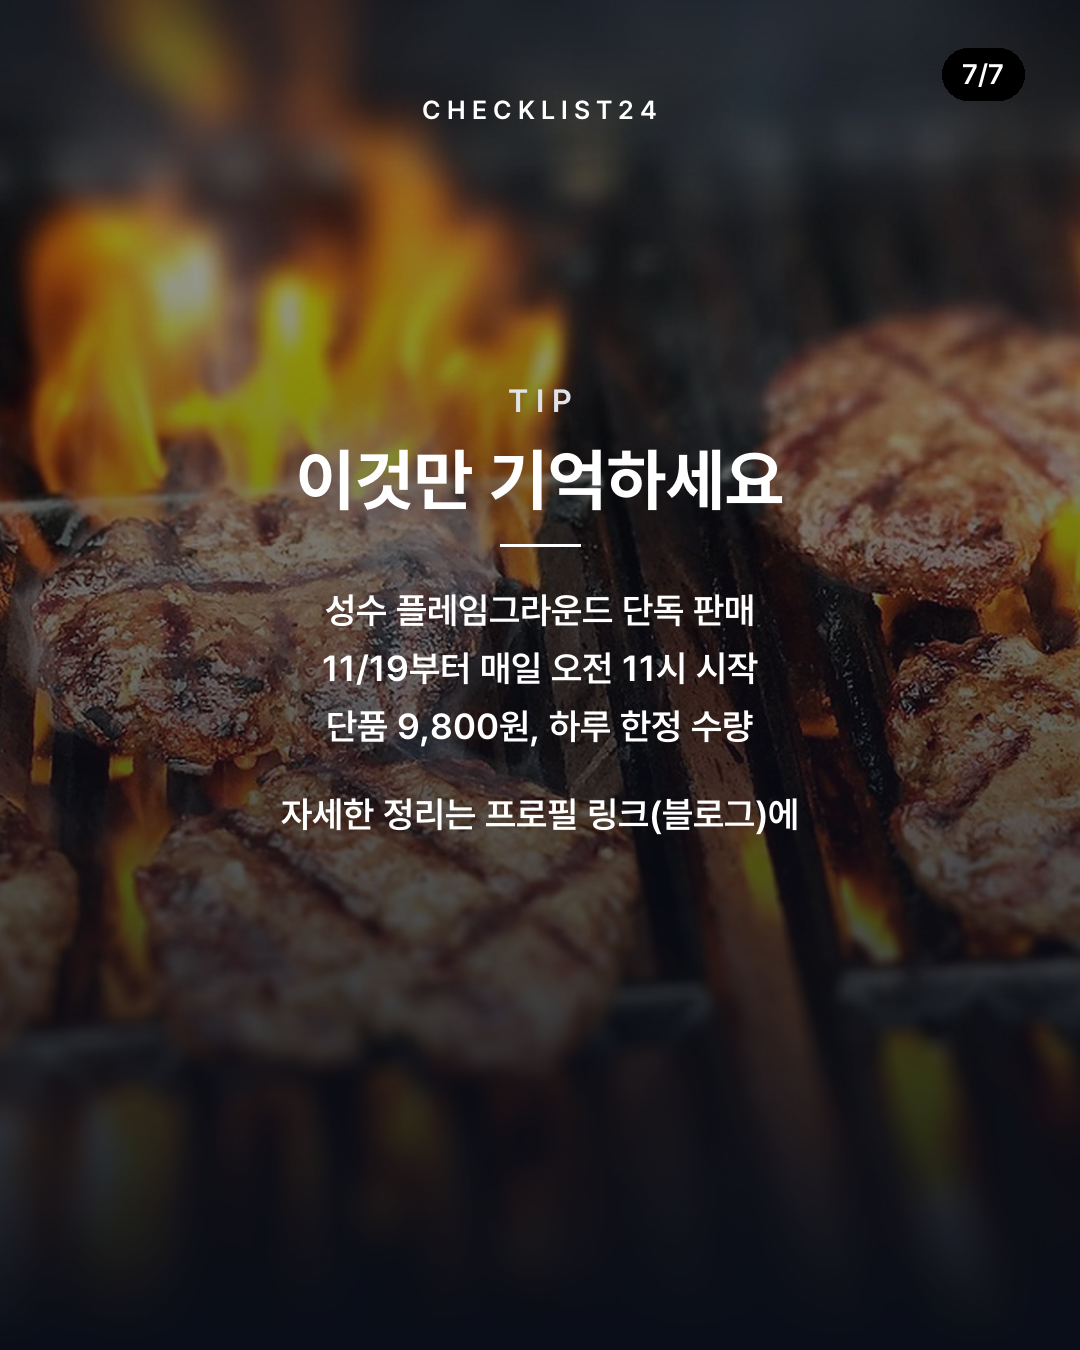 7/7
CHECKLIST24
TIP
이것만 기억하세요
성수 플레임그라운드 단독 판매
11/19부터 매일 오전 11시 시작
단품 9,800원, 하루 한정 수량
자세한 정리는 프로필 링크(블로그)에